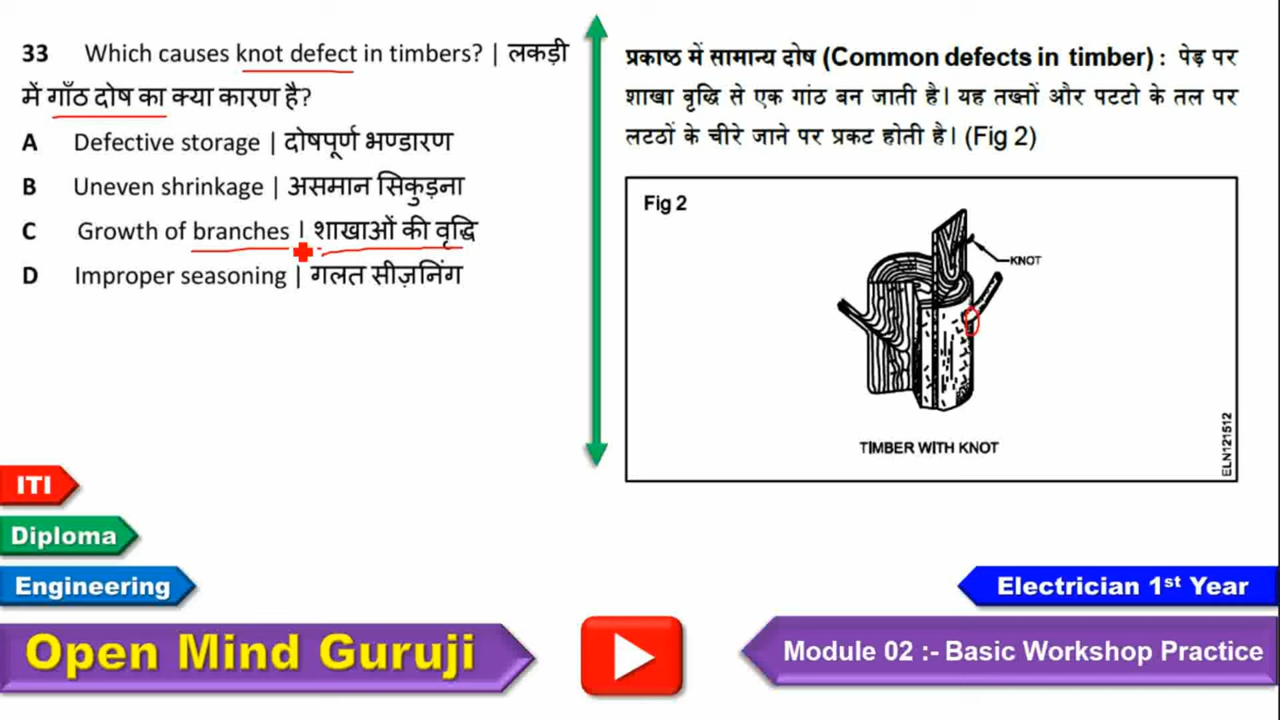 33 Which causes knot defect in timbers? | लकड़ी
में गाँठ दोष का क्या कारण है?
A Defective storage | दोषपूर्ण भण्डारण
B Uneven shrinkage | असमान सिकुड़ना
C Growth of branches | शाखाओं की वृद्धि
D Improper seasoning | गलत सीज़निंग
प्रकाष्ठ में सामान्य दोष (Common defects in timber) : पेड़ पर
शाखा वृद्धि से एक गांठ बन जाती है। यह तख्तों और पटटो के तल पर
लटठों के चीरे जाने पर प्रकट होती है। (Fig 2)
Fig 2
KNOT
TIMBER WITH KNOT
ELN121512
ITI
Diploma
Engineering
Open Mind Guruji
Electrician 1st Year
Module 02 :- Basic Workshop Practice